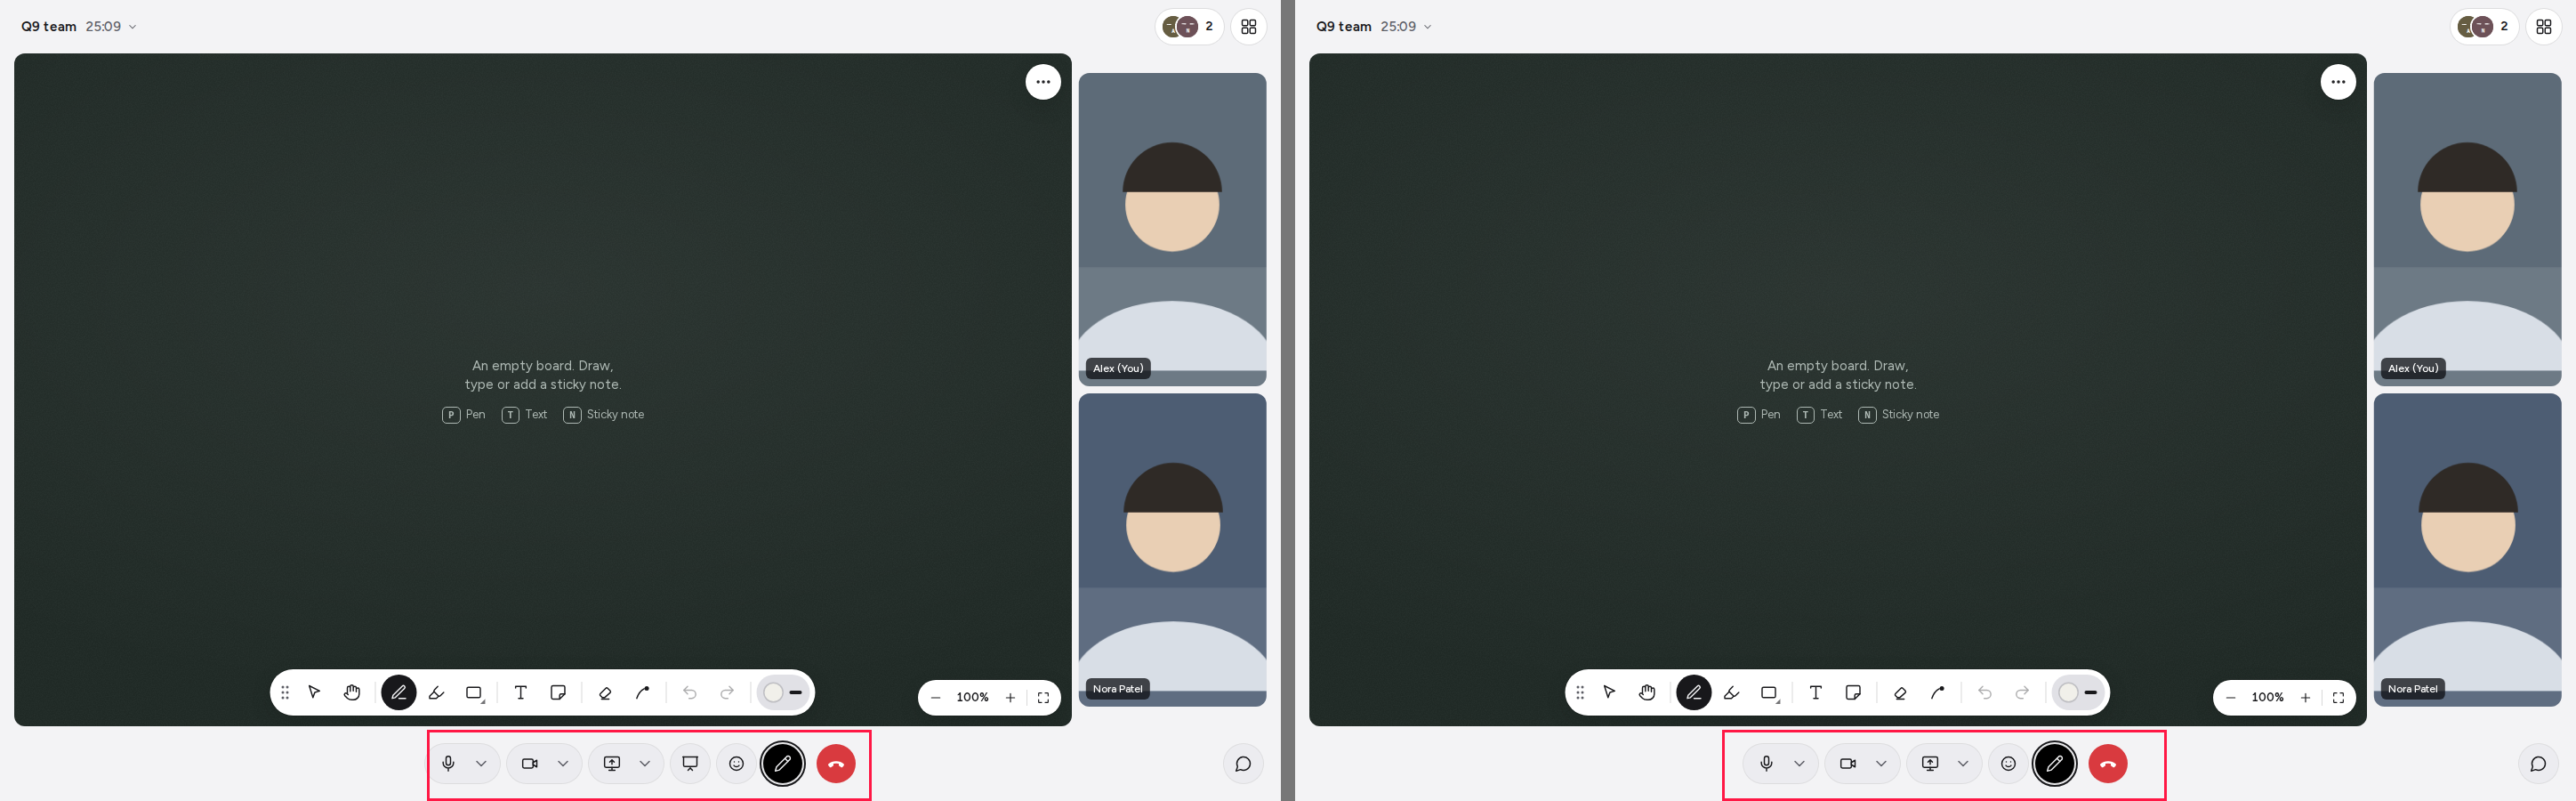 Q9 team 25:09
2
An empty board. Draw,
type or add a sticky note.
P Pen T Text N Sticky note
Alex (You)
Nora Patel
100%
Q9 team 25:09
2
An empty board. Draw,
type or add a sticky note.
P Pen T Text N Sticky note
Alex (You)
Nora Patel
100%